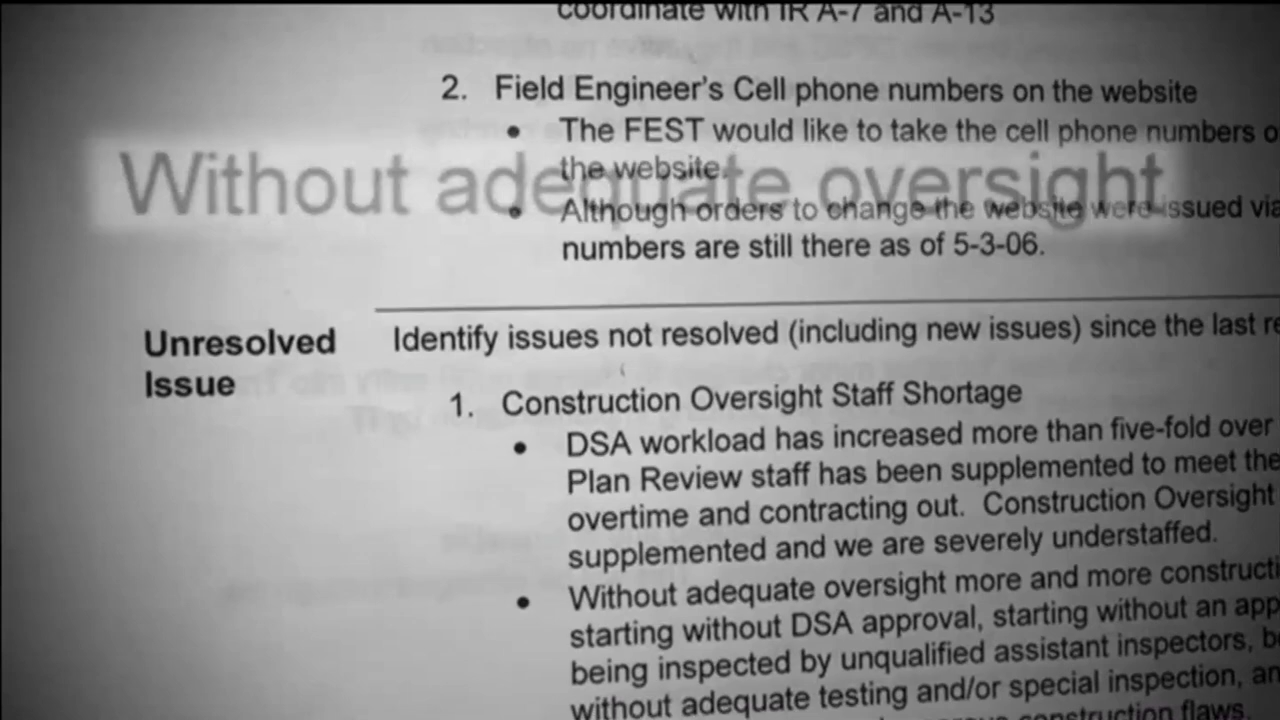 coordinate with IR A-7 and A-13
2. Field Engineer's Cell phone numbers on the website
• The FEST would like to take the cell phone numbers
the website.
Without adequate oversight
• Although orders to change the website were issued via
numbers are still there as of 5-3-06.
Unresolved
Issue
Identify issues not resolved (including new issues) since the last
1. Construction Oversight Staff Shortage
• DSA workload has increased more than five-fold over
Plan Review staff has been supplemented to meet the
overtime and contracting out. Construction Oversight
supplemented and we are severely understaffed.
• Without adequate oversight more and more constructi
starting without DSA approval, starting without an app
being inspected by unqualified assistant inspectors, b
without adequate testing and/or special inspection, an
construction flaws.